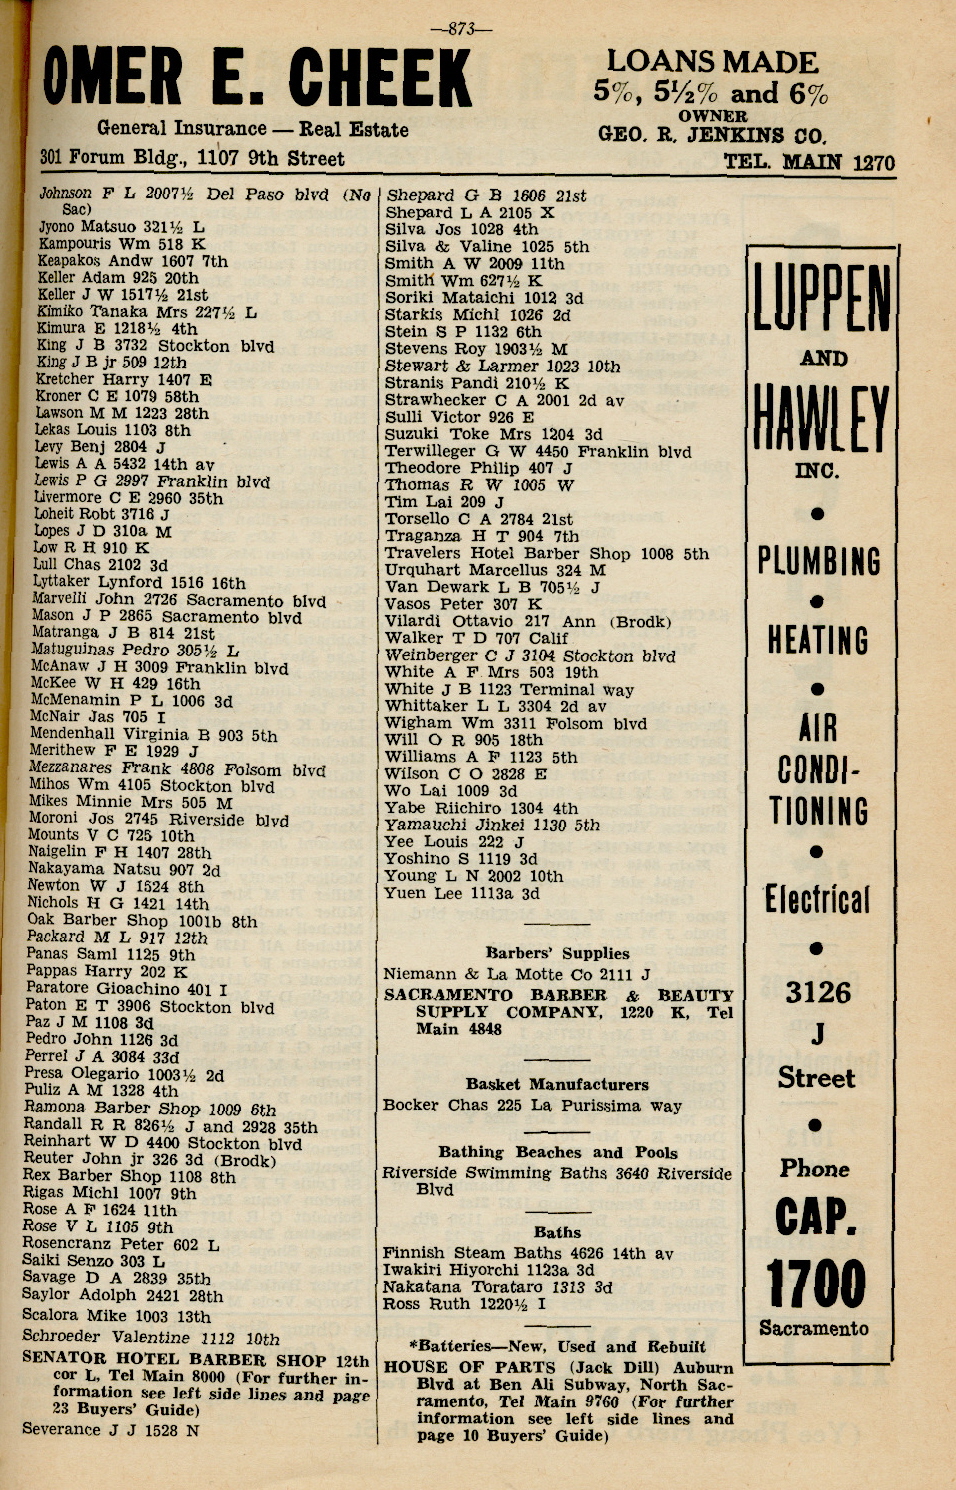 —873—
OMER E. CHEEK
General Insurance — Real Estate
301 Forum Bldg., 1107 9th Street
LOANS MADE
5%, 5½% and 6%
OWNER
GEO. R. JENKINS CO.
TEL. MAIN 1270
Johnson F L 2007½ Del Paso blvd (No
Sac)
Jyono Matsuo 321½ L
Kampouris Wm 518 K
Keapakos Andw 1607 7th
Keller Adam 925 20th
Keller J W 1517½ 21st
Kimiko Tanaka Mrs 227½ L
Kimura E 1218½ 4th
King J B 3732 Stockton blvd
King J B jr 509 12th
Kretcher Harry 1407 E
Kroner C E 1079 58th
Lawson M M 1223 28th
Lekas Louis 1103 8th
Levy Benj 2804 J
Lewis A A 5432 14th av
Lewis P G 2997 Franklin blvd
Livermore C E 2960 35th
Loheit Robt 3716 J
Lopes J D 310a M
Low R H 910 K
Lull Chas 2102 3d
Lyttaker Lynford 1516 16th
Marvelli John 2726 Sacramento blvd
Mason J P 2865 Sacramento blvd
Matranga J B 814 21st
Matuguinas Pedro 305½ L
McAnaw J H 3009 Franklin blvd
McKee W H 429 16th
McMenamin P L 1006 3d
McNair Jas 705 I
Mendenhall Virginia B 903 5th
Merithew F E 1929 J
Mezzanares Frank 4808 Folsom blvd
Mihos Wm 4105 Stockton blvd
Mikes Minnie Mrs 505 M
Moroni Jos 2745 Riverside blvd
Mounts V C 725 10th
Naigelin F H 1407 28th
Nakayama Natsu 907 2d
Newton W J 1524 8th
Nichols H G 1421 14th
Oak Barber Shop 1001b 8th
Packard M L 917 12th
Panas Saml 1125 9th
Pappas Harry 202 K
Paratore Gioachino 401 I
Paton E T 3906 Stockton blvd
Paz J M 1108 3d
Pedro John 1126 3d
Perrel J A 3084 33d
Presa Olegario 1003½ 2d
Puliz A M 1328 4th
Ramona Barber Shop 1009 6th
Randall R R 826½ J and 2928 35th
Reinhart W D 4400 Stockton blvd
Reuter John jr 326 3d (Brodk)
Rex Barber Shop 1108 8th
Rigas Michl 1007 9th
Rose A F 1624 11th
Rose V L 1105 9th
Rosencranz Peter 602 L
Saiki Senzo 303 L
Savage D A 2839 35th
Saylor Adolph 2421 28th
Scalora Mike 1003 13th
Schroeder Valentine 1112 10th
SENATOR HOTEL BARBER SHOP 12th
cor L, Tel Main 8000 (For further in-
formation see left side lines and page
23 Buyers' Guide)
Severance J J 1528 N
Shepard G B 1606 21st
Shepard L A 2105 X
Silva Jos 1028 4th
Silva & Valine 1025 5th
Smith A W 2009 11th
Smith Wm 627½ K
Soriki Mataichi 1012 3d
Starkis Michl 1026 2d
Stein S P 1132 6th
Stevens Roy 1903½ M
Stewart & Larmer 1023 10th
Stranis Pandi 210½ K
Strawhecker C A 2001 2d av
Sulli Victor 926 E
Suzuki Toke Mrs 1204 3d
Terwilleger G W 4450 Franklin blvd
Theodore Philip 407 J
Thomas R W 1005 W
Tim Lai 209 J
Torsello C A 2784 21st
Traganza H T 904 7th
Travelers Hotel Barber Shop 1008 5th
Urquhart Marcellus 324 M
Van Dewark L B 705½ J
Vasos Peter 307 K
Vilardi Ottavio 217 Ann (Brodk)
Walker T D 707 Calif
Weinberger C J 3104 Stockton blvd
White A F Mrs 503 19th
White J B 1123 Terminal way
Whittaker L L 3304 2d av
Wigham Wm 3311 Folsom blvd
Will O R 905 18th
Williams A F 1123 5th
Wilson C O 2828 E
Wo Lai 1009 3d
Yabe Riichiro 1304 4th
Yamauchi Jinkei 1130 5th
Yee Louis 222 J
Yoshino S 1119 3d
Young L N 2002 10th
Yuen Lee 1113a 3d
Barbers' Supplies
Niemann & La Motte Co 2111 J
SACRAMENTO BARBER & BEAUTY
SUPPLY COMPANY, 1220 K, Tel
Main 4848
Basket Manufacturers
Bocker Chas 225 La Purissima way
Bathing Beaches and Pools
Riverside Swimming Baths 3640 Riverside
Blvd
Baths
Finnish Steam Baths 4626 14th av
Iwakiri Hiyorchi 1123a 3d
Nakatana Torataro 1313 3d
Ross Ruth 1220½ I
*Batteries—New, Used and Rebuilt
HOUSE OF PARTS (Jack Dill) Auburn
Blvd at Ben Ali Subway, North Sac-
ramento, Tel Main 9760 (For further
information see left side lines and
page 10 Buyers' Guide)
LUPPEN
AND
HAWLEY
INC.
•
PLUMBING
•
HEATING
•
AIR
CONDI-
TIONING
•
Electrical
•
3126
J
Street
•
Phone
CAP.
1700
Sacramento